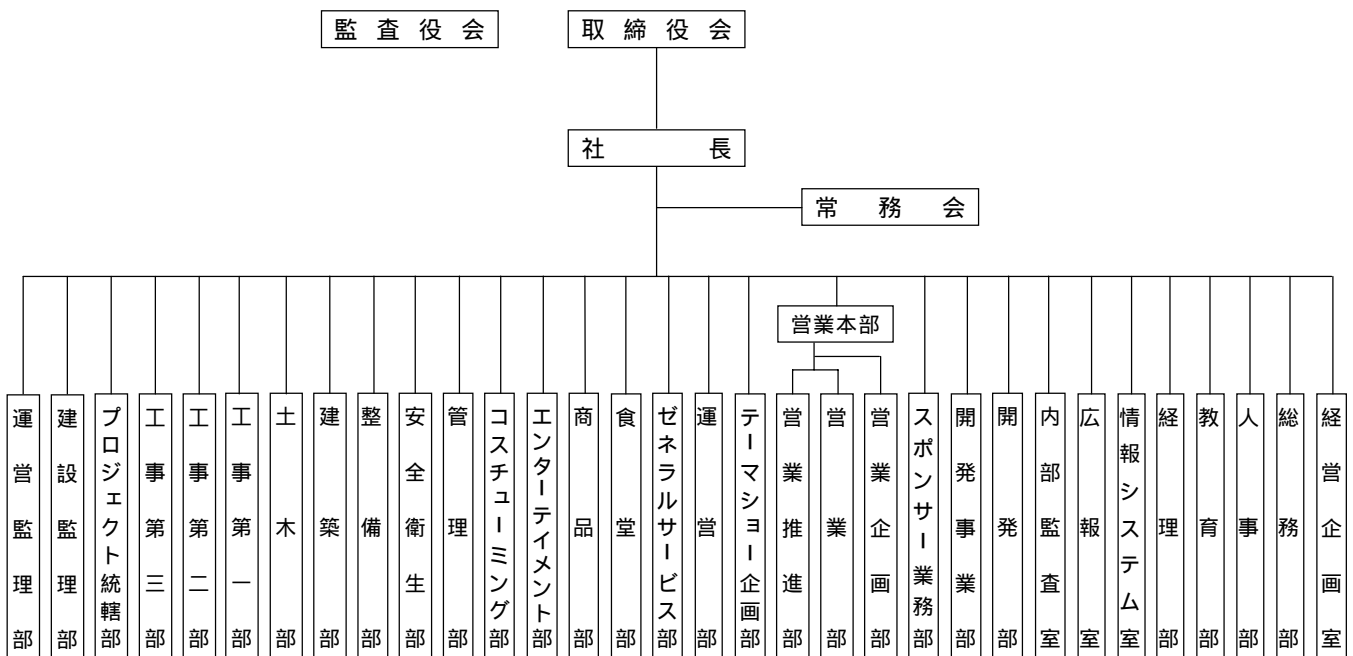 監査役会
取締役会
社長
常務会
営業本部
運営監理部
建設監理部
プロジェクト統轄部
工事第三部
工事第二部
工事第一部
土木部
建築部
整備部
安全衛生部
管理部
コスチューミング部
エンターテイメント部
商品部
食堂部
ゼネラルサービス部
運営部
テーマショー企画部
営業推進部
営業部
営業企画部
スポンサー業務部
開発事業部
開発部
内部監査室
広報室
情報システム室
経理部
教育部
人事部
総務部
経営企画室